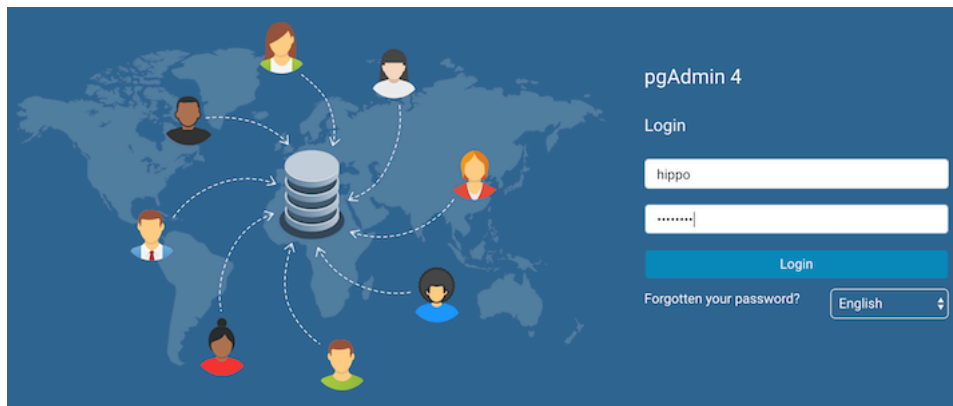 pgAdmin 4
Login
hippo
••••••••
Login
Forgotten your password?
English